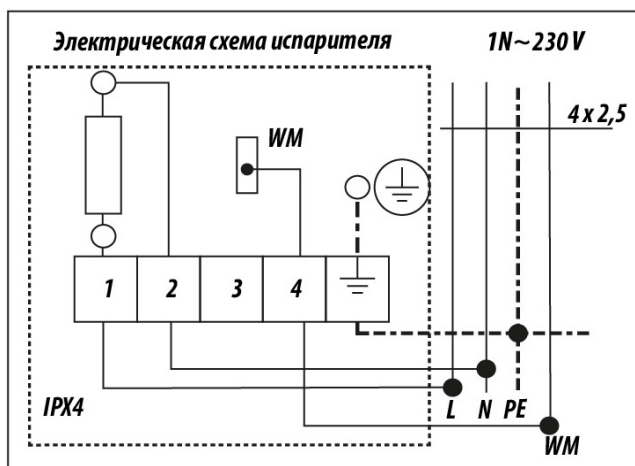 Электрическая схема испарителя
1N~230 V
4 x 2,5
WM
1 2 3 4
IPX4
L N PE
WM